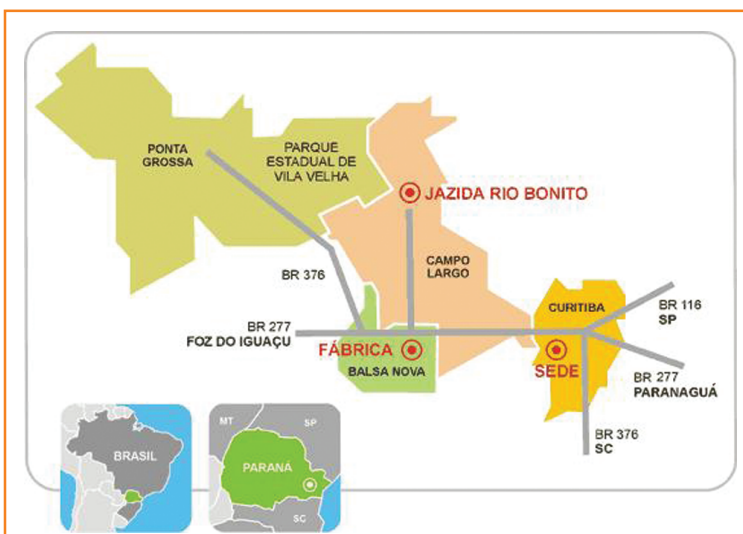 PONTA
GROSSA
PARQUE
ESTADUAL DE
VILA VELHA
JAZIDA RIO BONITO
BR 376
CAMPO
LARGO
BR 277
FOZ DO IGUAÇU
FÁBRICA
BALSA NOVA
CURITIBA
SEDE
BR 116
SP
BR 277
PARANAGUÁ
BR 376
SC
BRASIL
MT
SP
PARANÁ
SC